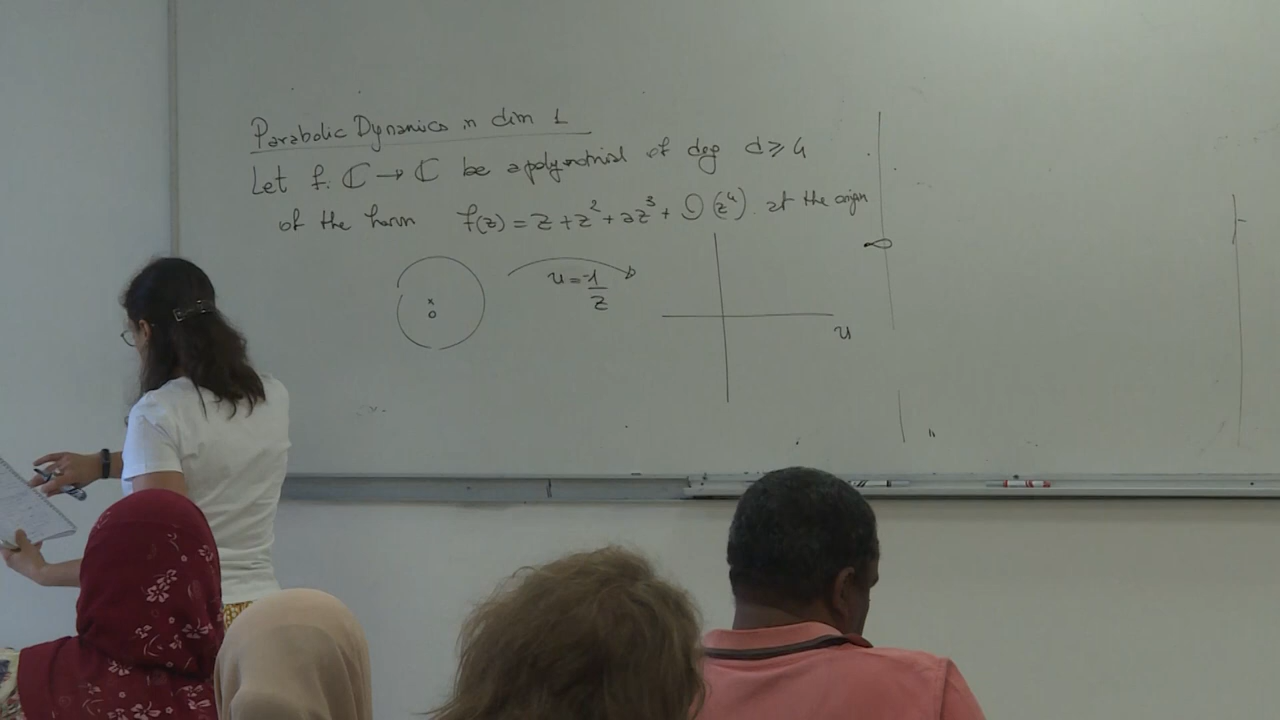 Parabolic Dynamics in dim 1
Let f: ℂ → ℂ be a polynomial of deg d ≥ 4
of the form f(z) = z + z² + az³ + O(z⁴) at the origin
u = -1/z
x
o
u